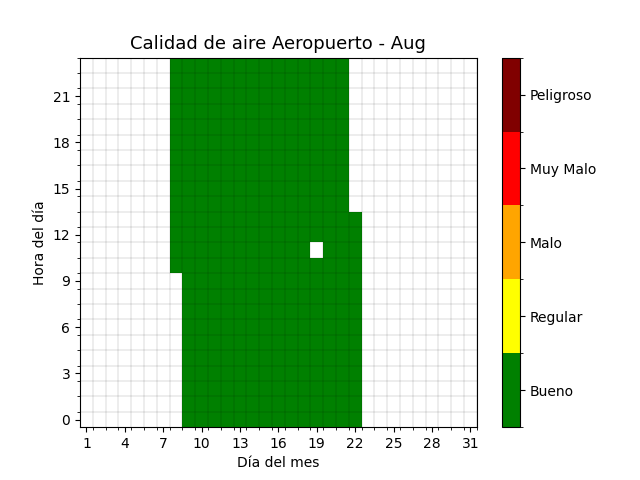 Calidad de aire Aeropuerto - Aug
Hora del día
21
18
15
12
9
6
3
0
1 4 7 10 13 16 19 22 25 28 31
Día del mes
Peligroso
Muy Malo
Malo
Regular
Bueno